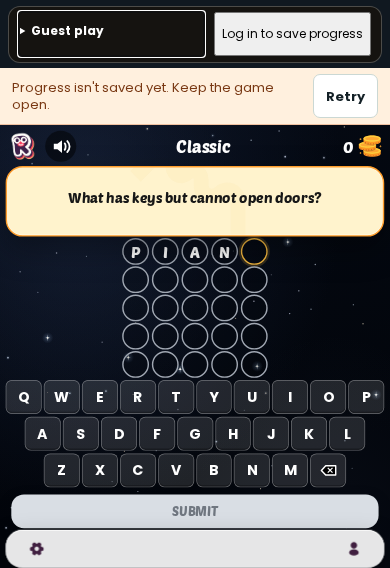 Guest play
Log in to save progress
Progress isn't saved yet. Keep the game open.
Retry
Classic
0
What has keys but cannot open doors?
P I A N
Q W E R T Y U I O P
A S D F G H J K L
Z X C V B N M
SUBMIT